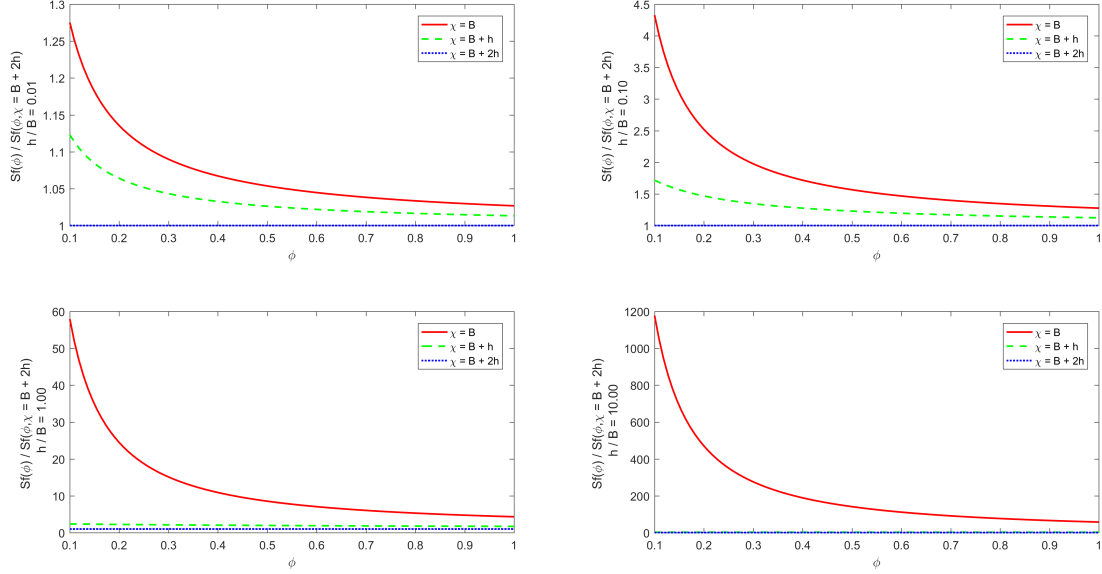 Sf(ϕ) / Sf(ϕ,χ = B + 2h)
h / B = 0.01
1.3
1.25
1.2
1.15
1.1
1.05
1
0.1 0.2 0.3 0.4 0.5 0.6 0.7 0.8 0.9 1
ϕ
χ = B
χ = B + h
χ = B + 2h
Sf(ϕ) / Sf(ϕ,χ = B + 2h)
h / B = 0.10
4.5
4
3.5
3
2.5
2
1.5
1
0.1 0.2 0.3 0.4 0.5 0.6 0.7 0.8 0.9 1
ϕ
χ = B
χ = B + h
χ = B + 2h
Sf(ϕ) / Sf(ϕ,χ = B + 2h)
h / B = 1.00
60
50
40
30
20
10
0
0.1 0.2 0.3 0.4 0.5 0.6 0.7 0.8 0.9 1
ϕ
χ = B
χ = B + h
χ = B + 2h
Sf(ϕ) / Sf(ϕ,χ = B + 2h)
h / B = 10.00
1200
1000
800
600
400
200
0
0.1 0.2 0.3 0.4 0.5 0.6 0.7 0.8 0.9 1
ϕ
χ = B
χ = B + h
χ = B + 2h